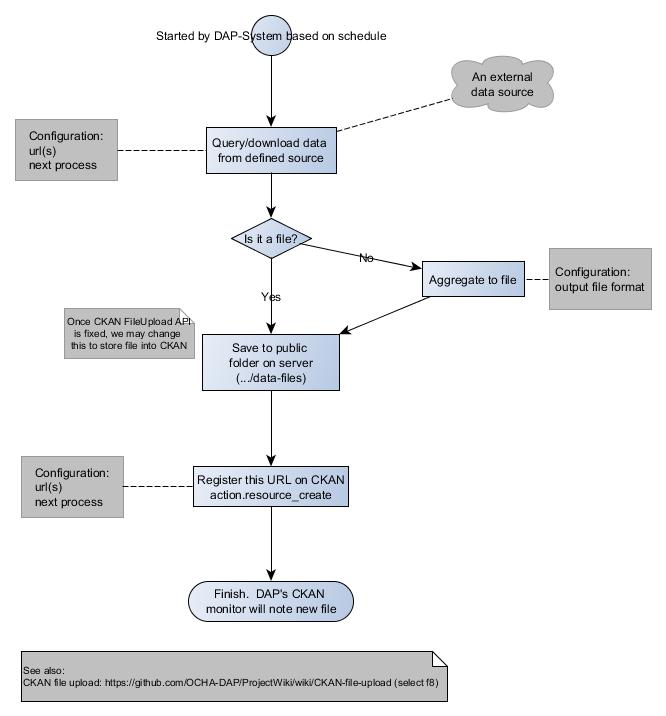 Started by DAP-System based on schedule
An external
data source
Configuration:
url(s)
next process
Query/download data
from defined source
Is it a file?
No
Aggregate to file
Configuration:
output file format
Yes
Once CKAN FileUpload API
is fixed, we may change
this to store file into CKAN
Save to public
folder on server
(.../data-files)
Configuration:
url(s)
next process
Register this URL on CKAN
action.resource_create
Finish.  DAP's CKAN
monitor will note new file
See also:
CKAN file upload: https://github.com/OCHA-DAP/ProjectWiki/wiki/CKAN-file-upload (select f8)